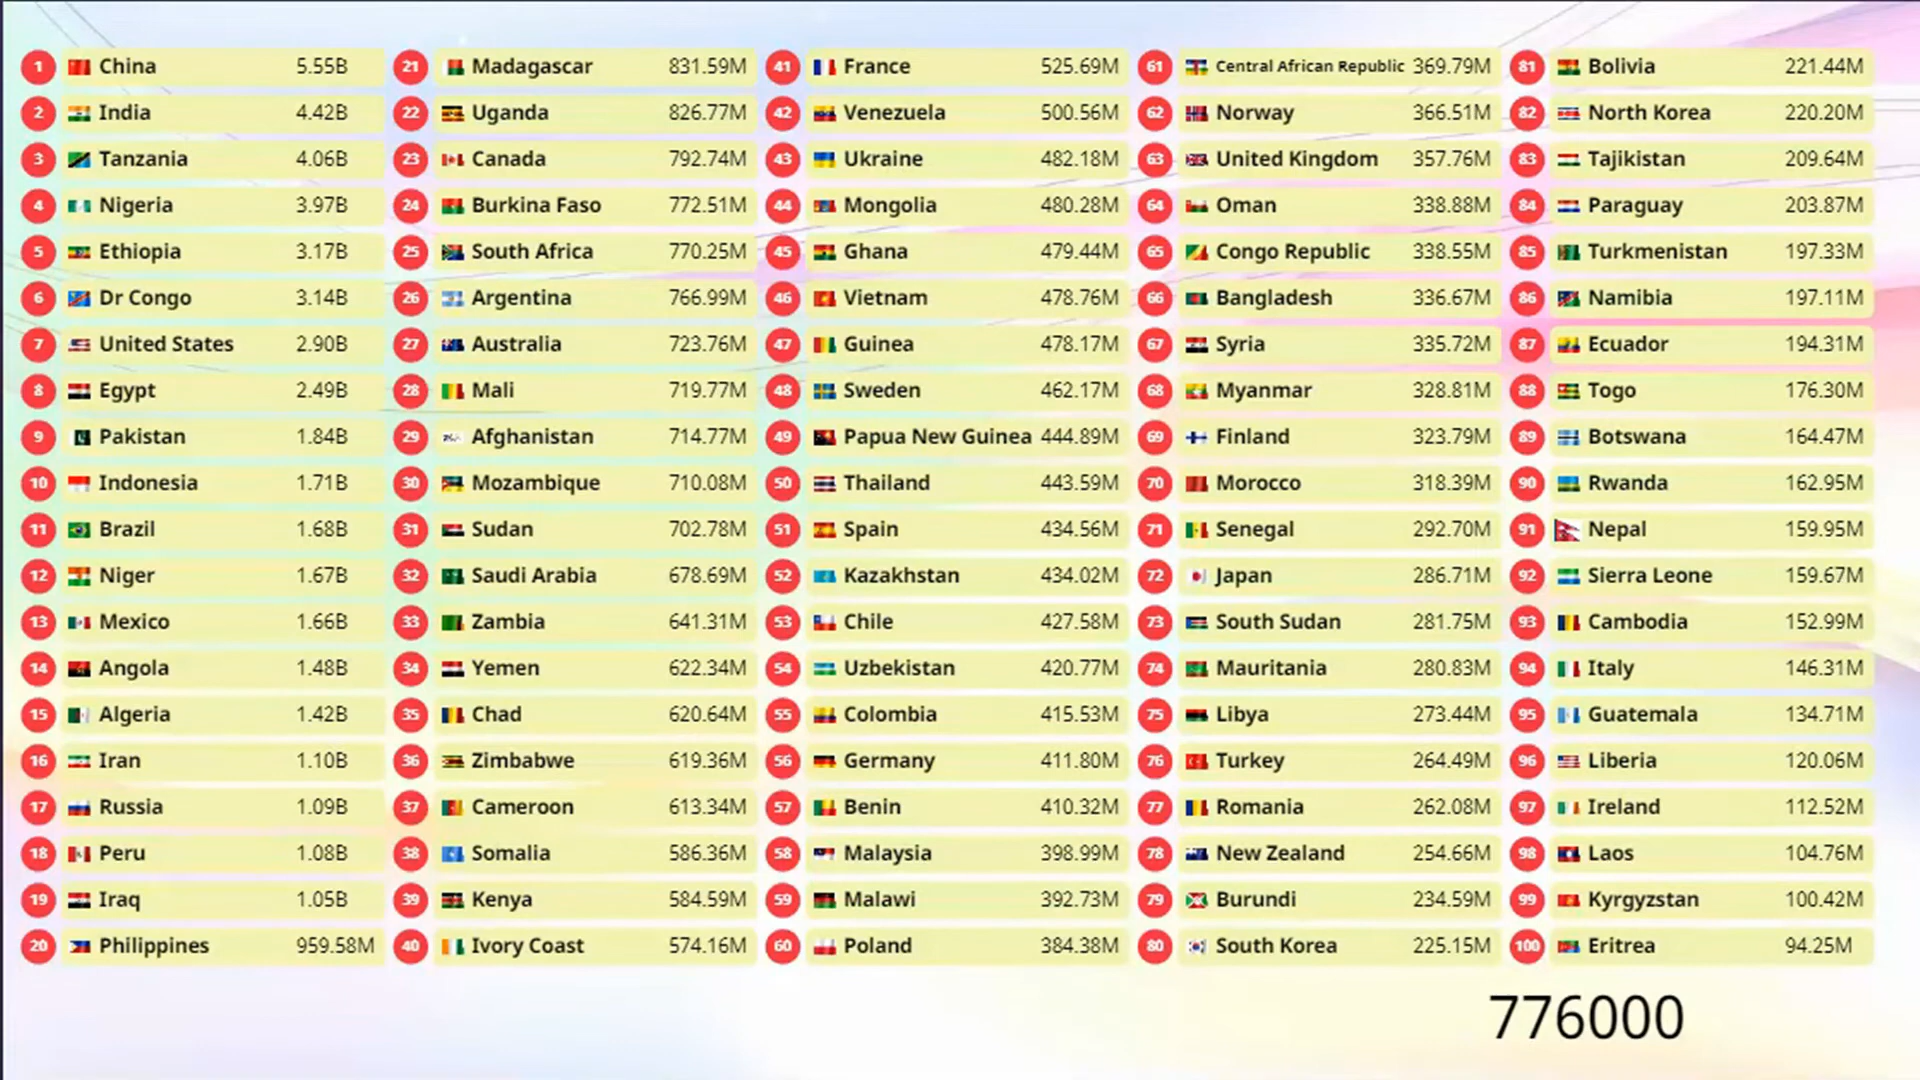 1 China 5.55B
2 India 4.42B
3 Tanzania 4.06B
4 Nigeria 3.97B
5 Ethiopia 3.17B
6 Dr Congo 3.14B
7 United States 2.90B
8 Egypt 2.49B
9 Pakistan 1.84B
10 Indonesia 1.71B
11 Brazil 1.68B
12 Niger 1.67B
13 Mexico 1.66B
14 Angola 1.48B
15 Algeria 1.42B
16 Iran 1.10B
17 Russia 1.09B
18 Peru 1.08B
19 Iraq 1.05B
20 Philippines 959.58M
21 Madagascar 831.59M
22 Uganda 826.77M
23 Canada 792.74M
24 Burkina Faso 772.51M
25 South Africa 770.25M
26 Argentina 766.99M
27 Australia 723.76M
28 Mali 719.77M
29 Afghanistan 714.77M
30 Mozambique 710.08M
31 Sudan 702.78M
32 Saudi Arabia 678.69M
33 Zambia 641.31M
34 Yemen 622.34M
35 Chad 620.64M
36 Zimbabwe 619.36M
37 Cameroon 613.34M
38 Somalia 586.36M
39 Kenya 584.59M
40 Ivory Coast 574.16M
41 France 525.69M
42 Venezuela 500.56M
43 Ukraine 482.18M
44 Mongolia 480.28M
45 Ghana 479.44M
46 Vietnam 478.76M
47 Guinea 478.17M
48 Sweden 462.17M
49 Papua New Guinea 444.89M
50 Thailand 443.59M
51 Spain 434.56M
52 Kazakhstan 434.02M
53 Chile 427.58M
54 Uzbekistan 420.77M
55 Colombia 415.53M
56 Germany 411.80M
57 Benin 410.32M
58 Malaysia 398.99M
59 Malawi 392.73M
60 Poland 384.38M
61 Central African Republic 369.79M
62 Norway 366.51M
63 United Kingdom 357.76M
64 Oman 338.88M
65 Congo Republic 338.55M
66 Bangladesh 336.67M
67 Syria 335.72M
68 Myanmar 328.81M
69 Finland 323.79M
70 Morocco 318.39M
71 Senegal 292.70M
72 Japan 286.71M
73 South Sudan 281.75M
74 Mauritania 280.83M
75 Libya 273.44M
76 Turkey 264.49M
77 Romania 262.08M
78 New Zealand 254.66M
79 Burundi 234.59M
80 South Korea 225.15M
81 Bolivia 221.44M
82 North Korea 220.20M
83 Tajikistan 209.64M
84 Paraguay 203.87M
85 Turkmenistan 197.33M
86 Namibia 197.11M
87 Ecuador 194.31M
88 Togo 176.30M
89 Botswana 164.47M
90 Rwanda 162.95M
91 Nepal 159.95M
92 Sierra Leone 159.67M
93 Cambodia 152.99M
94 Italy 146.31M
95 Guatemala 134.71M
96 Liberia 120.06M
97 Ireland 112.52M
98 Laos 104.76M
99 Kyrgyzstan 100.42M
100 Eritrea 94.25M
776000